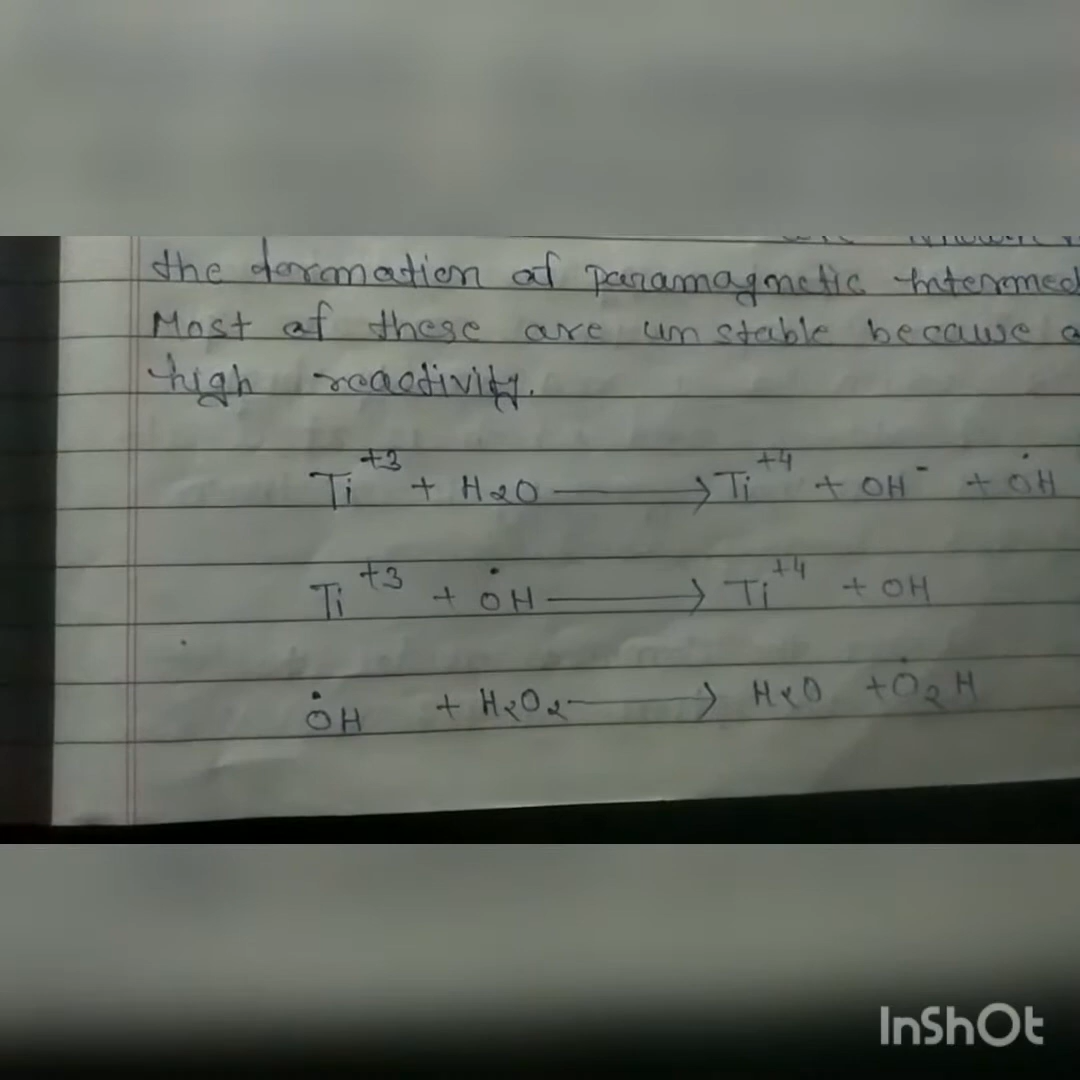 the formation of paramagnetic intermed
Most of these are unstable because
high reactivity.
Ti⁺³ + H₂O ⟶ Ti⁺⁴ + OH⁻ + ȮH
Ti⁺³ + ȮH ⟶ Ti⁺⁴ + OH
ȮH + H₂O₂ ⟶ H₂O + Ȯ₂H
InShOt